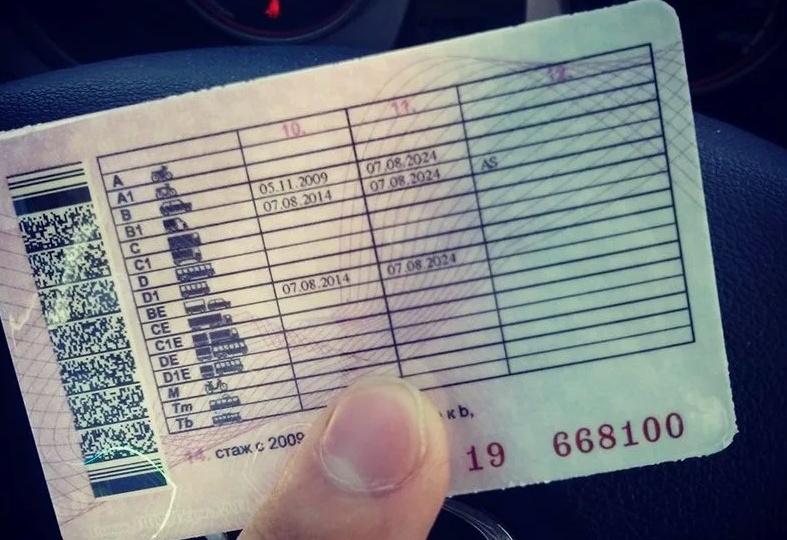 10. 11. 12.
A
A1
B 05.11.2009 07.08.2024
B1 07.08.2014 07.08.2024 AS
C
C1
D
D1
BE 07.08.2014 07.08.2024
CE
C1E
DE
D1E
M
Tm
Tb
14. стаж с 2009 к b,
19 668100